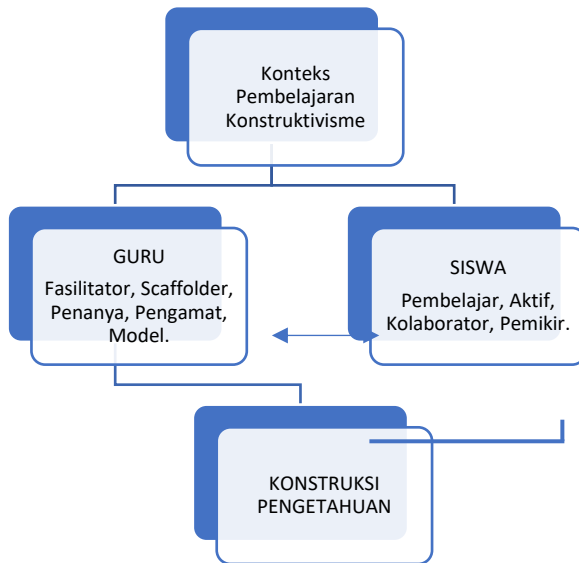 Konteks
Pembelajaran
Konstruktivisme
GURU
Fasilitator, Scaffolder,
Penanya, Pengamat,
Model.
SISWA
Pembelajar, Aktif,
Kolaborator, Pemikir.
KONSTRUKSI
PENGETAHUAN